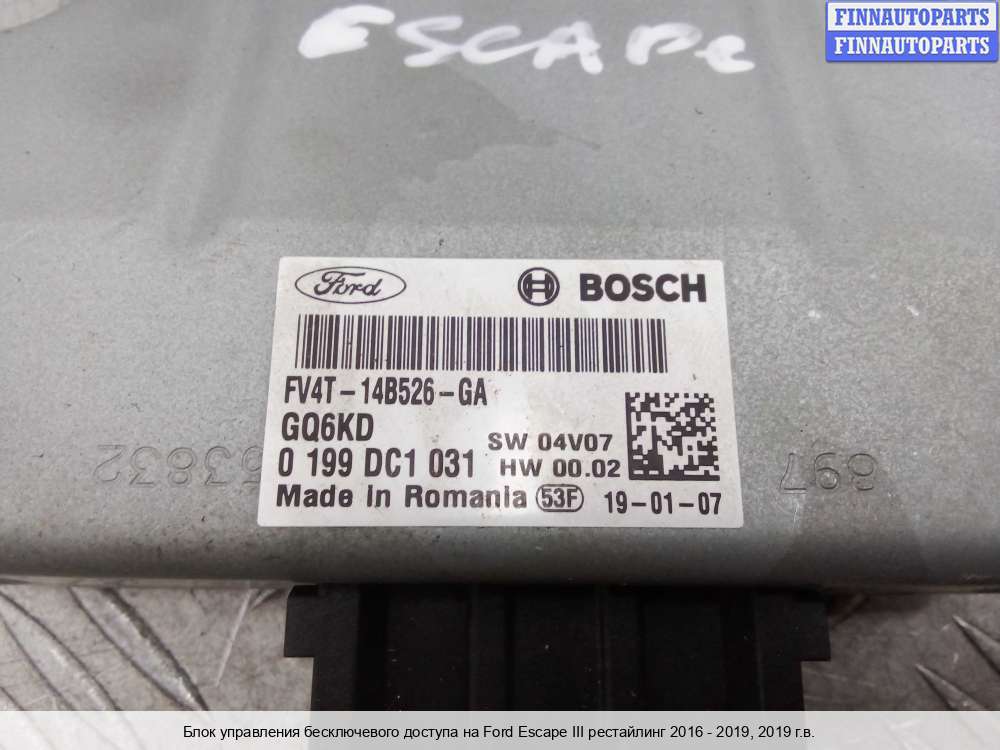 FINNAUTOPARTS
FINNAUTOPARTS
ESCAPe
Ford
BOSCH
FV4T-14B526-GA
GQ6KD
SW 04V07
0 199 DC1 031
HW 00.02
Made in Romania 53F 19-01-07
697
Блок управления бесключевого доступа на Ford Escape III рестайлинг 2016 - 2019, 2019 г.в.